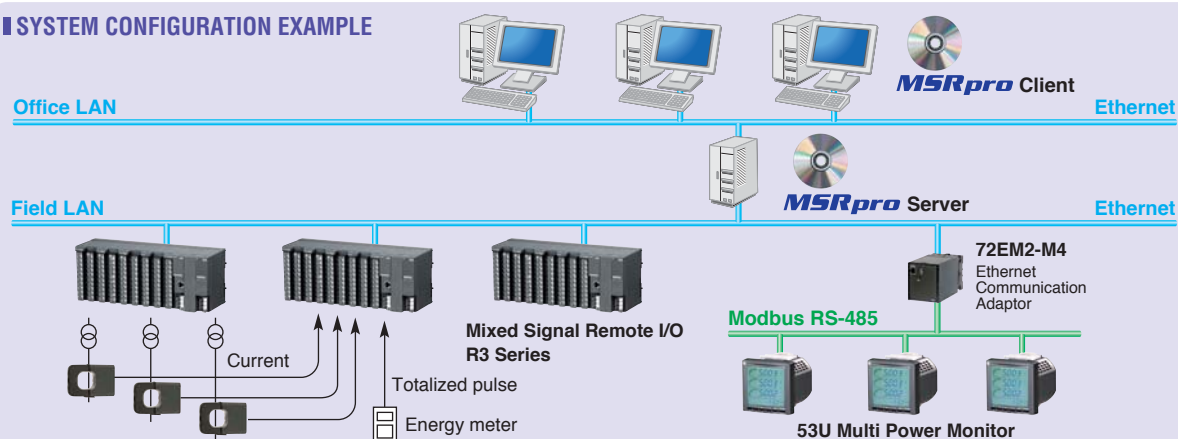 SYSTEM CONFIGURATION EXAMPLE
MSRpro Client
Office LAN
Ethernet
MSRpro Server
Field LAN
Ethernet
72EM2-M4
Ethernet
Communication
Adaptor
Modbus RS-485
Mixed Signal Remote I/O
R3 Series
Current
Totalized pulse
Energy meter
53U Multi Power Monitor